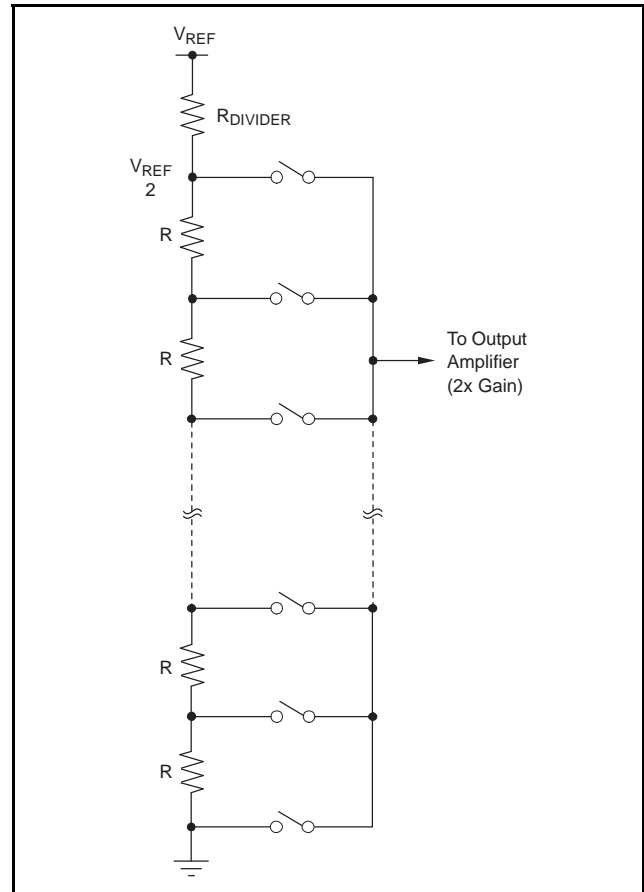 VREF
RDIVIDER
VREF
2
R
R
To Output
Amplifier
(2x Gain)
R
R